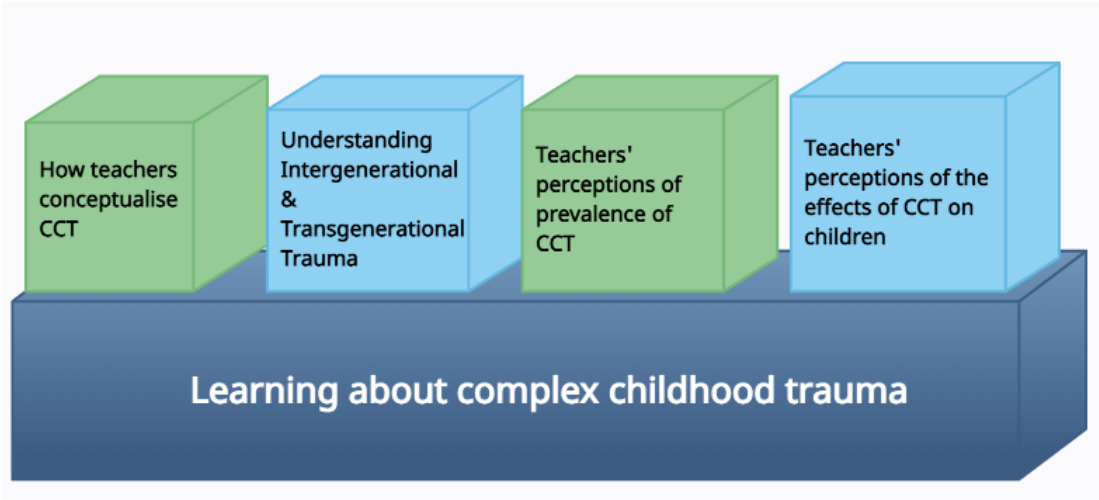 How teachers
conceptualise
CCT
Understanding
Intergenerational
&
Transgenerational
Trauma
Teachers'
perceptions of
prevalence of
CCT
Teachers'
perceptions of the
effects of CCT on
children
Learning about complex childhood trauma